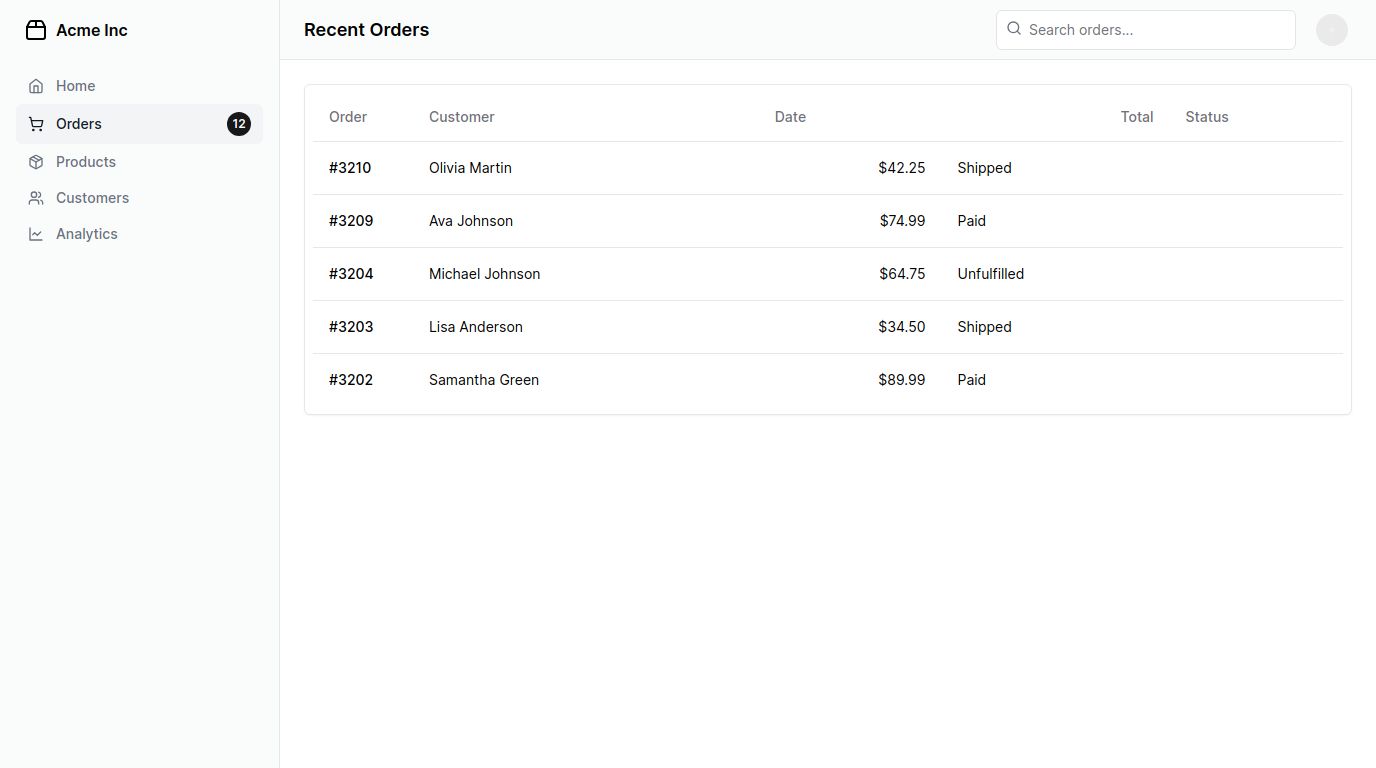 Acme Inc
Recent Orders
Search orders...
Home
Orders 12
Products
Customers
Analytics
Order Customer Date Total Status
#3210 Olivia Martin $42.25 Shipped
#3209 Ava Johnson $74.99 Paid
#3204 Michael Johnson $64.75 Unfulfilled
#3203 Lisa Anderson $34.50 Shipped
#3202 Samantha Green $89.99 Paid